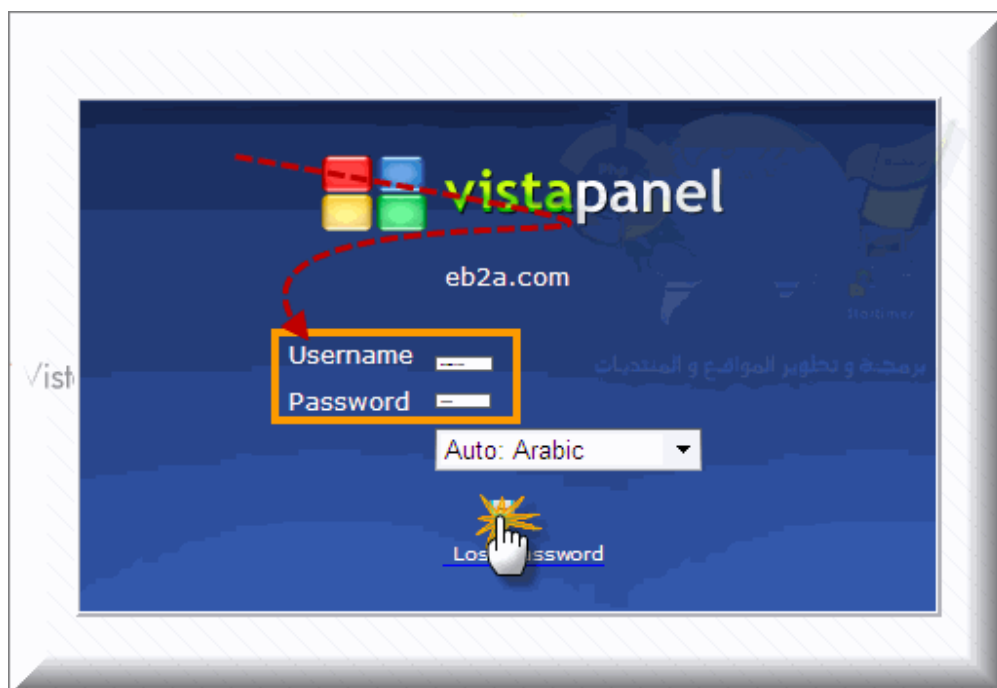 vistapanel
eb2a.com
Username
Password
برمجة و تطوير المواقع و المنتديات
Auto: Arabic